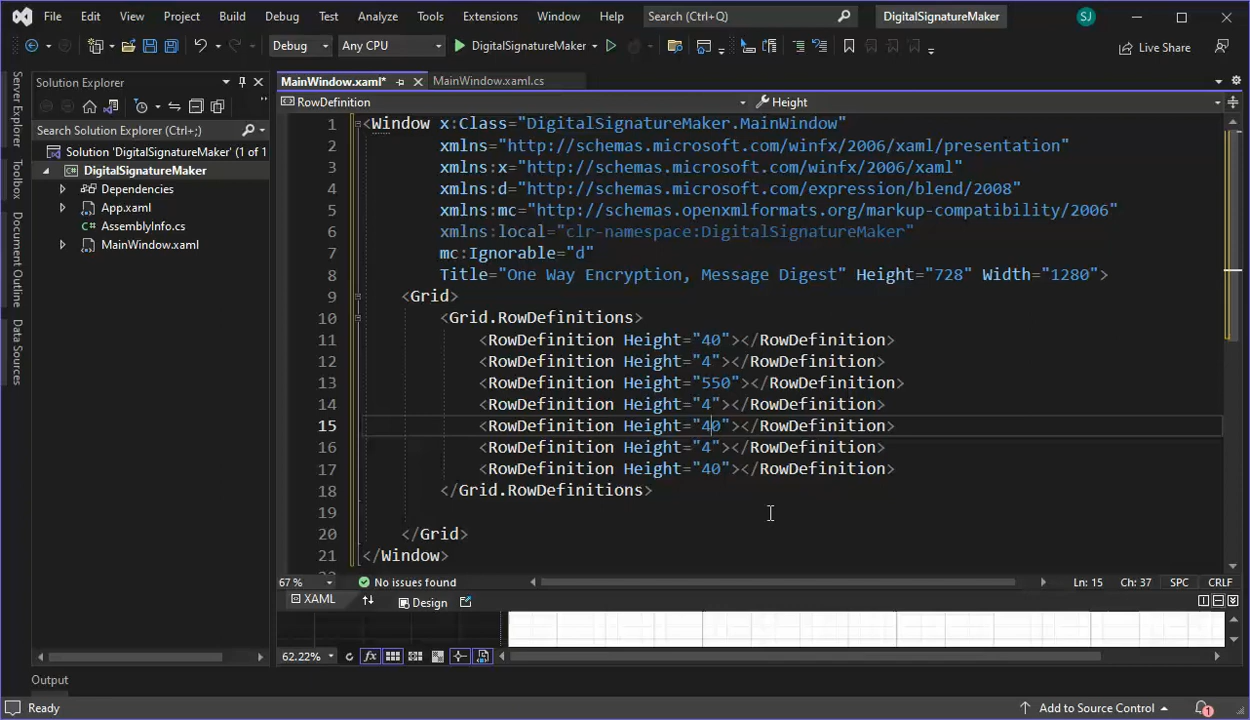 File Edit View Project Build Debug Test Analyze Tools Extensions Window Help Search (Ctrl+Q) DigitalSignatureMaker SJ
Debug Any CPU DigitalSignatureMaker Live Share
Server Explorer
Toolbox
Document Outline
Data Sources
Solution Explorer
Search Solution Explorer (Ctrl+;)
Solution 'DigitalSignatureMaker' (1 of 1
DigitalSignatureMaker
Dependencies
App.xaml
AssemblyInfo.cs
MainWindow.xaml
MainWindow.xaml* MainWindow.xaml.cs
RowDefinition Height
1 <Window x:Class="DigitalSignatureMaker.MainWindow"
2 xmlns="http://schemas.microsoft.com/winfx/2006/xaml/presentation"
3 xmlns:x="http://schemas.microsoft.com/winfx/2006/xaml"
4 xmlns:d="http://schemas.microsoft.com/expression/blend/2008"
5 xmlns:mc="http://schemas.openxmlformats.org/markup-compatibility/2006"
6 xmlns:local="clr-namespace:DigitalSignatureMaker"
7 mc:Ignorable="d"
8 Title="One Way Encryption, Message Digest" Height="728" Width="1280">
9 <Grid>
10 <Grid.RowDefinitions>
11 <RowDefinition Height="40"></RowDefinition>
12 <RowDefinition Height="4"></RowDefinition>
13 <RowDefinition Height="550"></RowDefinition>
14 <RowDefinition Height="4"></RowDefinition>
15 <RowDefinition Height="40"></RowDefinition>
16 <RowDefinition Height="4"></RowDefinition>
17 <RowDefinition Height="40"></RowDefinition>
18 </Grid.RowDefinitions>
19
20 </Grid>
21 </Window>
67 % No issues found Ln: 15 Ch: 37 SPC CRLF
XAML Design
62.22% fx
Output
Ready Add to Source Control 1